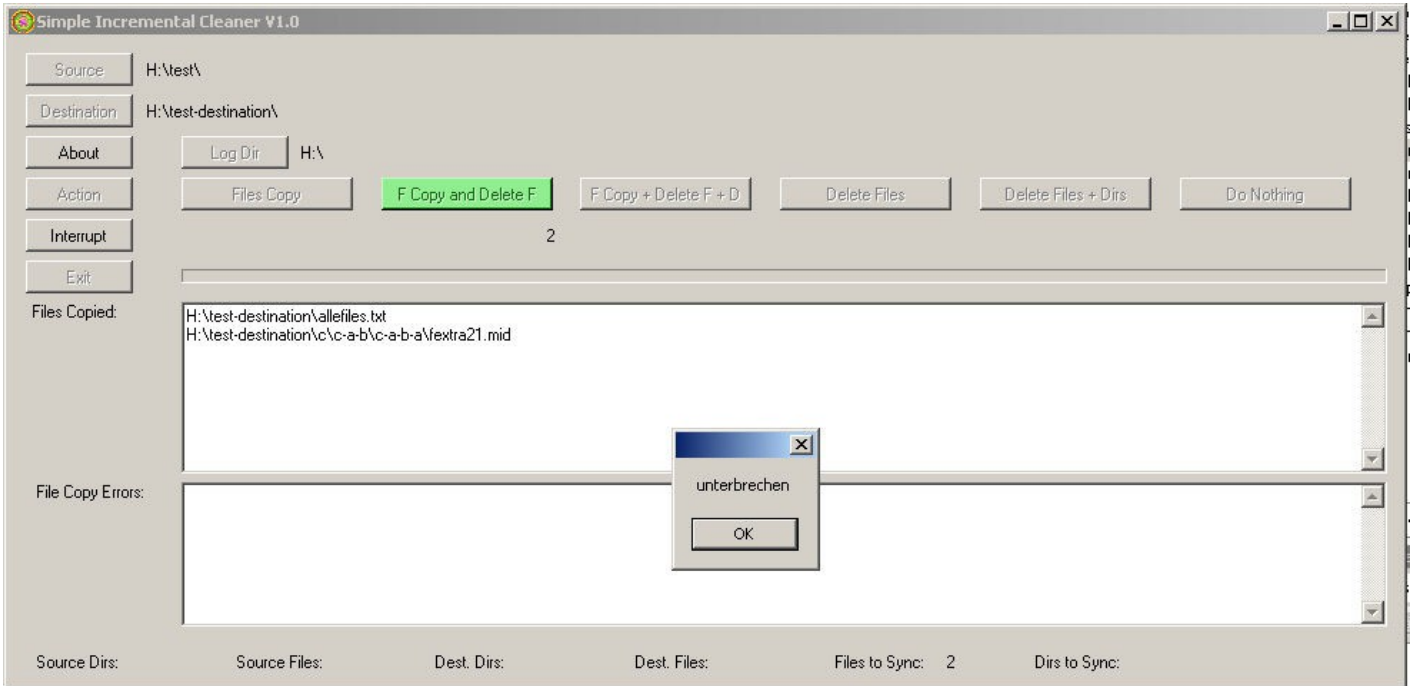 Simple Incremental Cleaner V1.0
Source H:\test\
Destination H:\test-destination\
About Log Dir H:\
Action Files Copy F Copy and Delete F F Copy + Delete F + D Delete Files Delete Files + Dirs Do Nothing
Interrupt 2
Exit
Files Copied:
H:\test-destination\allefiles.txt
H:\test-destination\c\c-a-b\c-a-b-a\fextra21.mid
unterbrechen
OK
File Copy Errors:
Source Dirs: Source Files: Dest. Dirs: Dest. Files: Files to Sync: 2 Dirs to Sync: